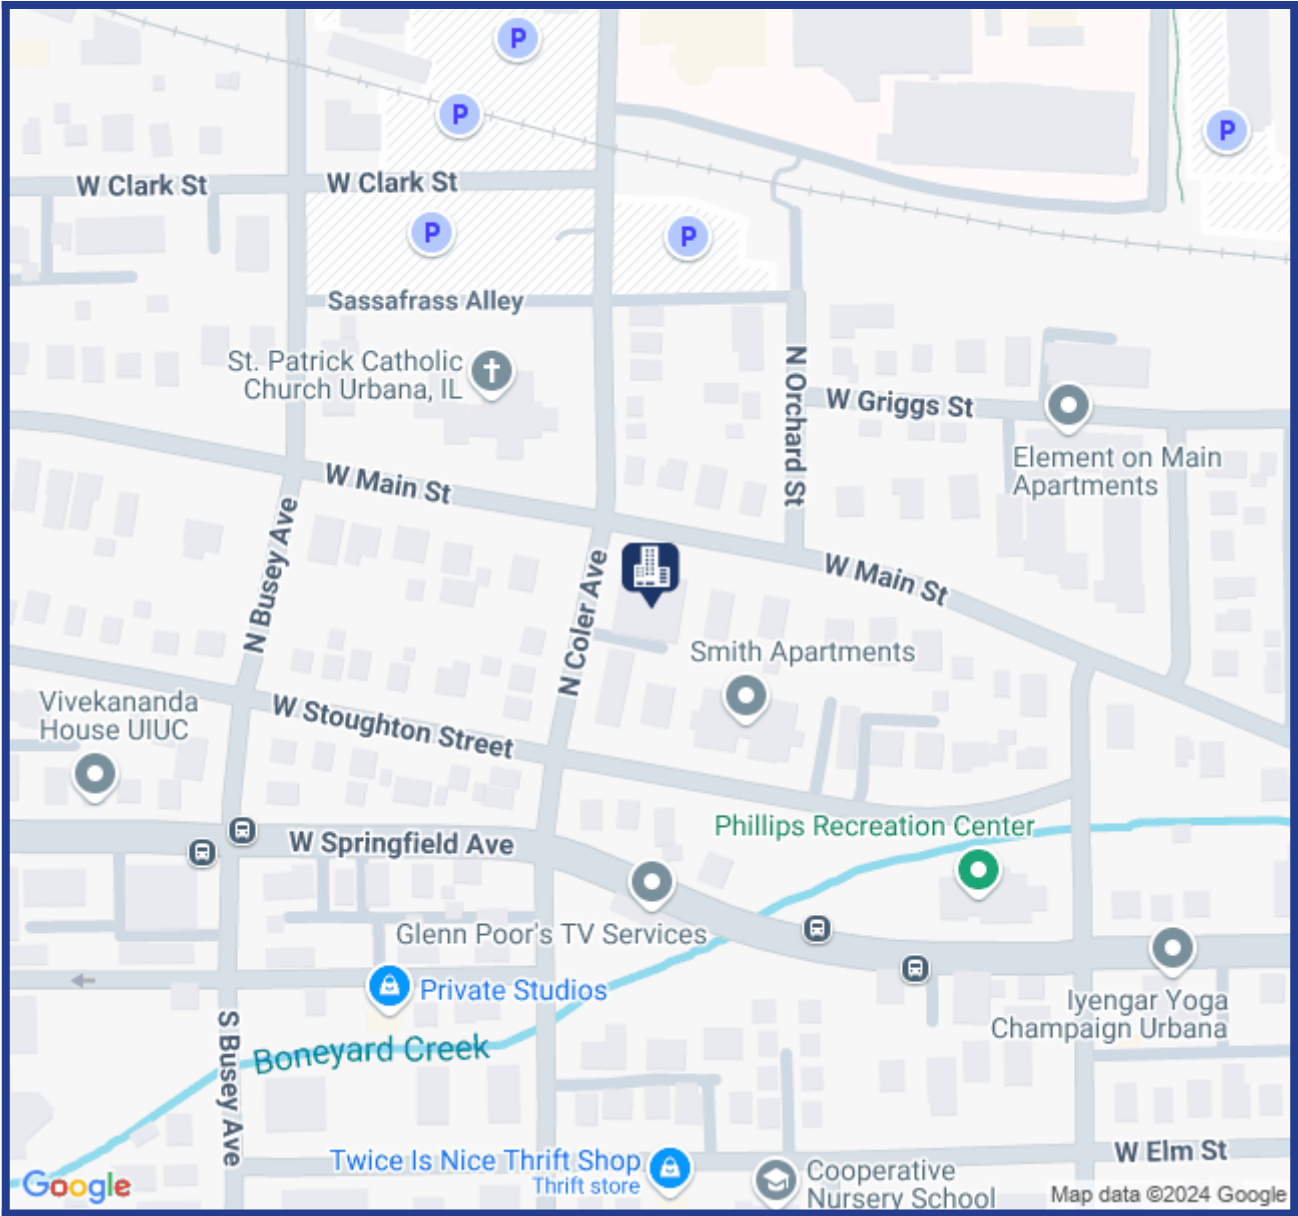 P
P
P
W Clark St
W Clark St
P
P
Sassafrass Alley
St. Patrick Catholic
Church Urbana, IL
N Orchard St
W Griggs St
Element on Main
Apartments
W Main St
N Busey Ave
N Coler Ave
W Main St
Smith Apartments
Vivekananda
House UIUC
W Stoughton Street
Phillips Recreation Center
W Springfield Ave
Glenn Poor's TV Services
Private Studios
Iyengar Yoga
Champaign Urbana
Boneyard Creek
S Busey Ave
W Elm St
Twice Is Nice Thrift Shop
Thrift store
Cooperative
Nursery School
Google
Map data ©2024 Google